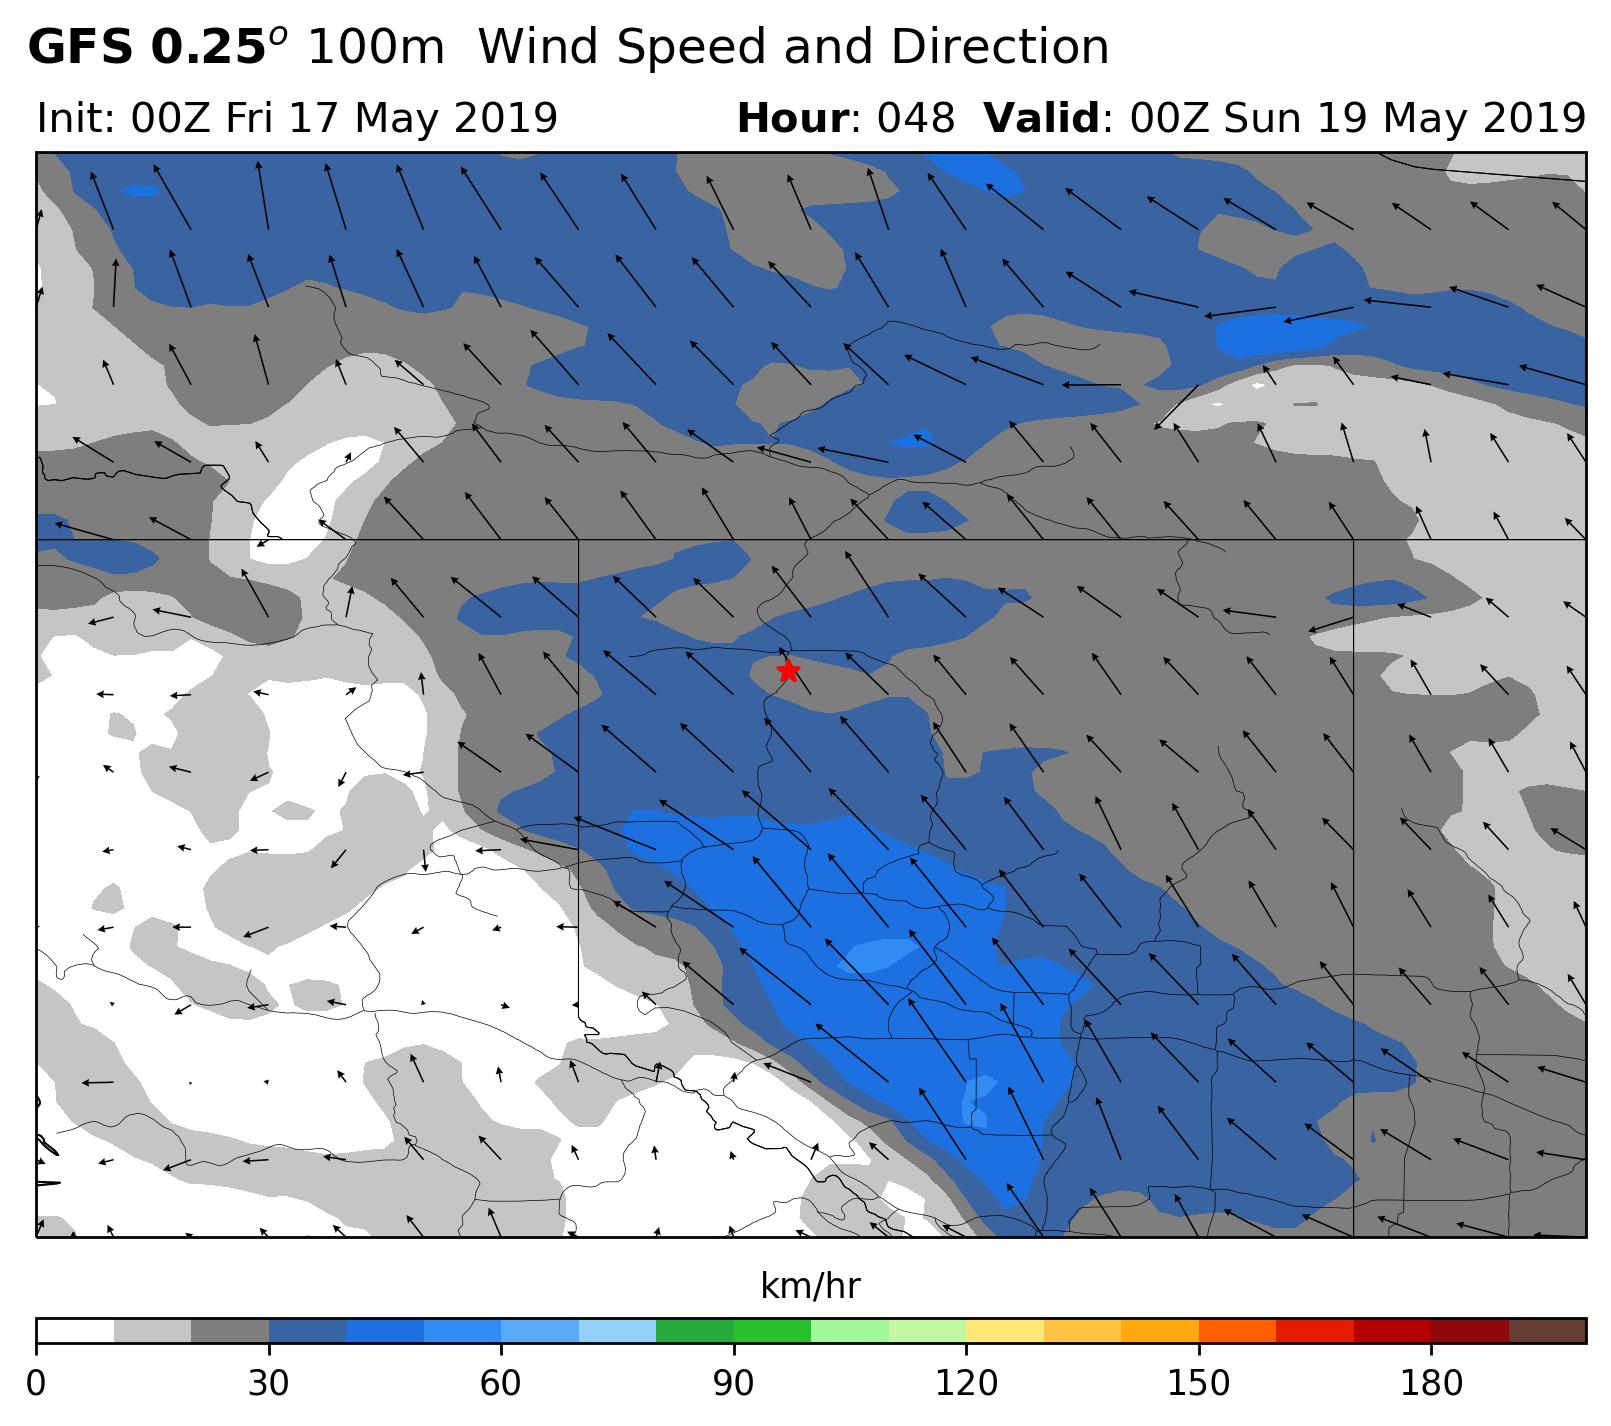 GFS 0.25° 100m Wind Speed and Direction
Init: 00Z Fri 17 May 2019 Hour: 048 Valid: 00Z Sun 19 May 2019
km/hr
0 30 60 90 120 150 180